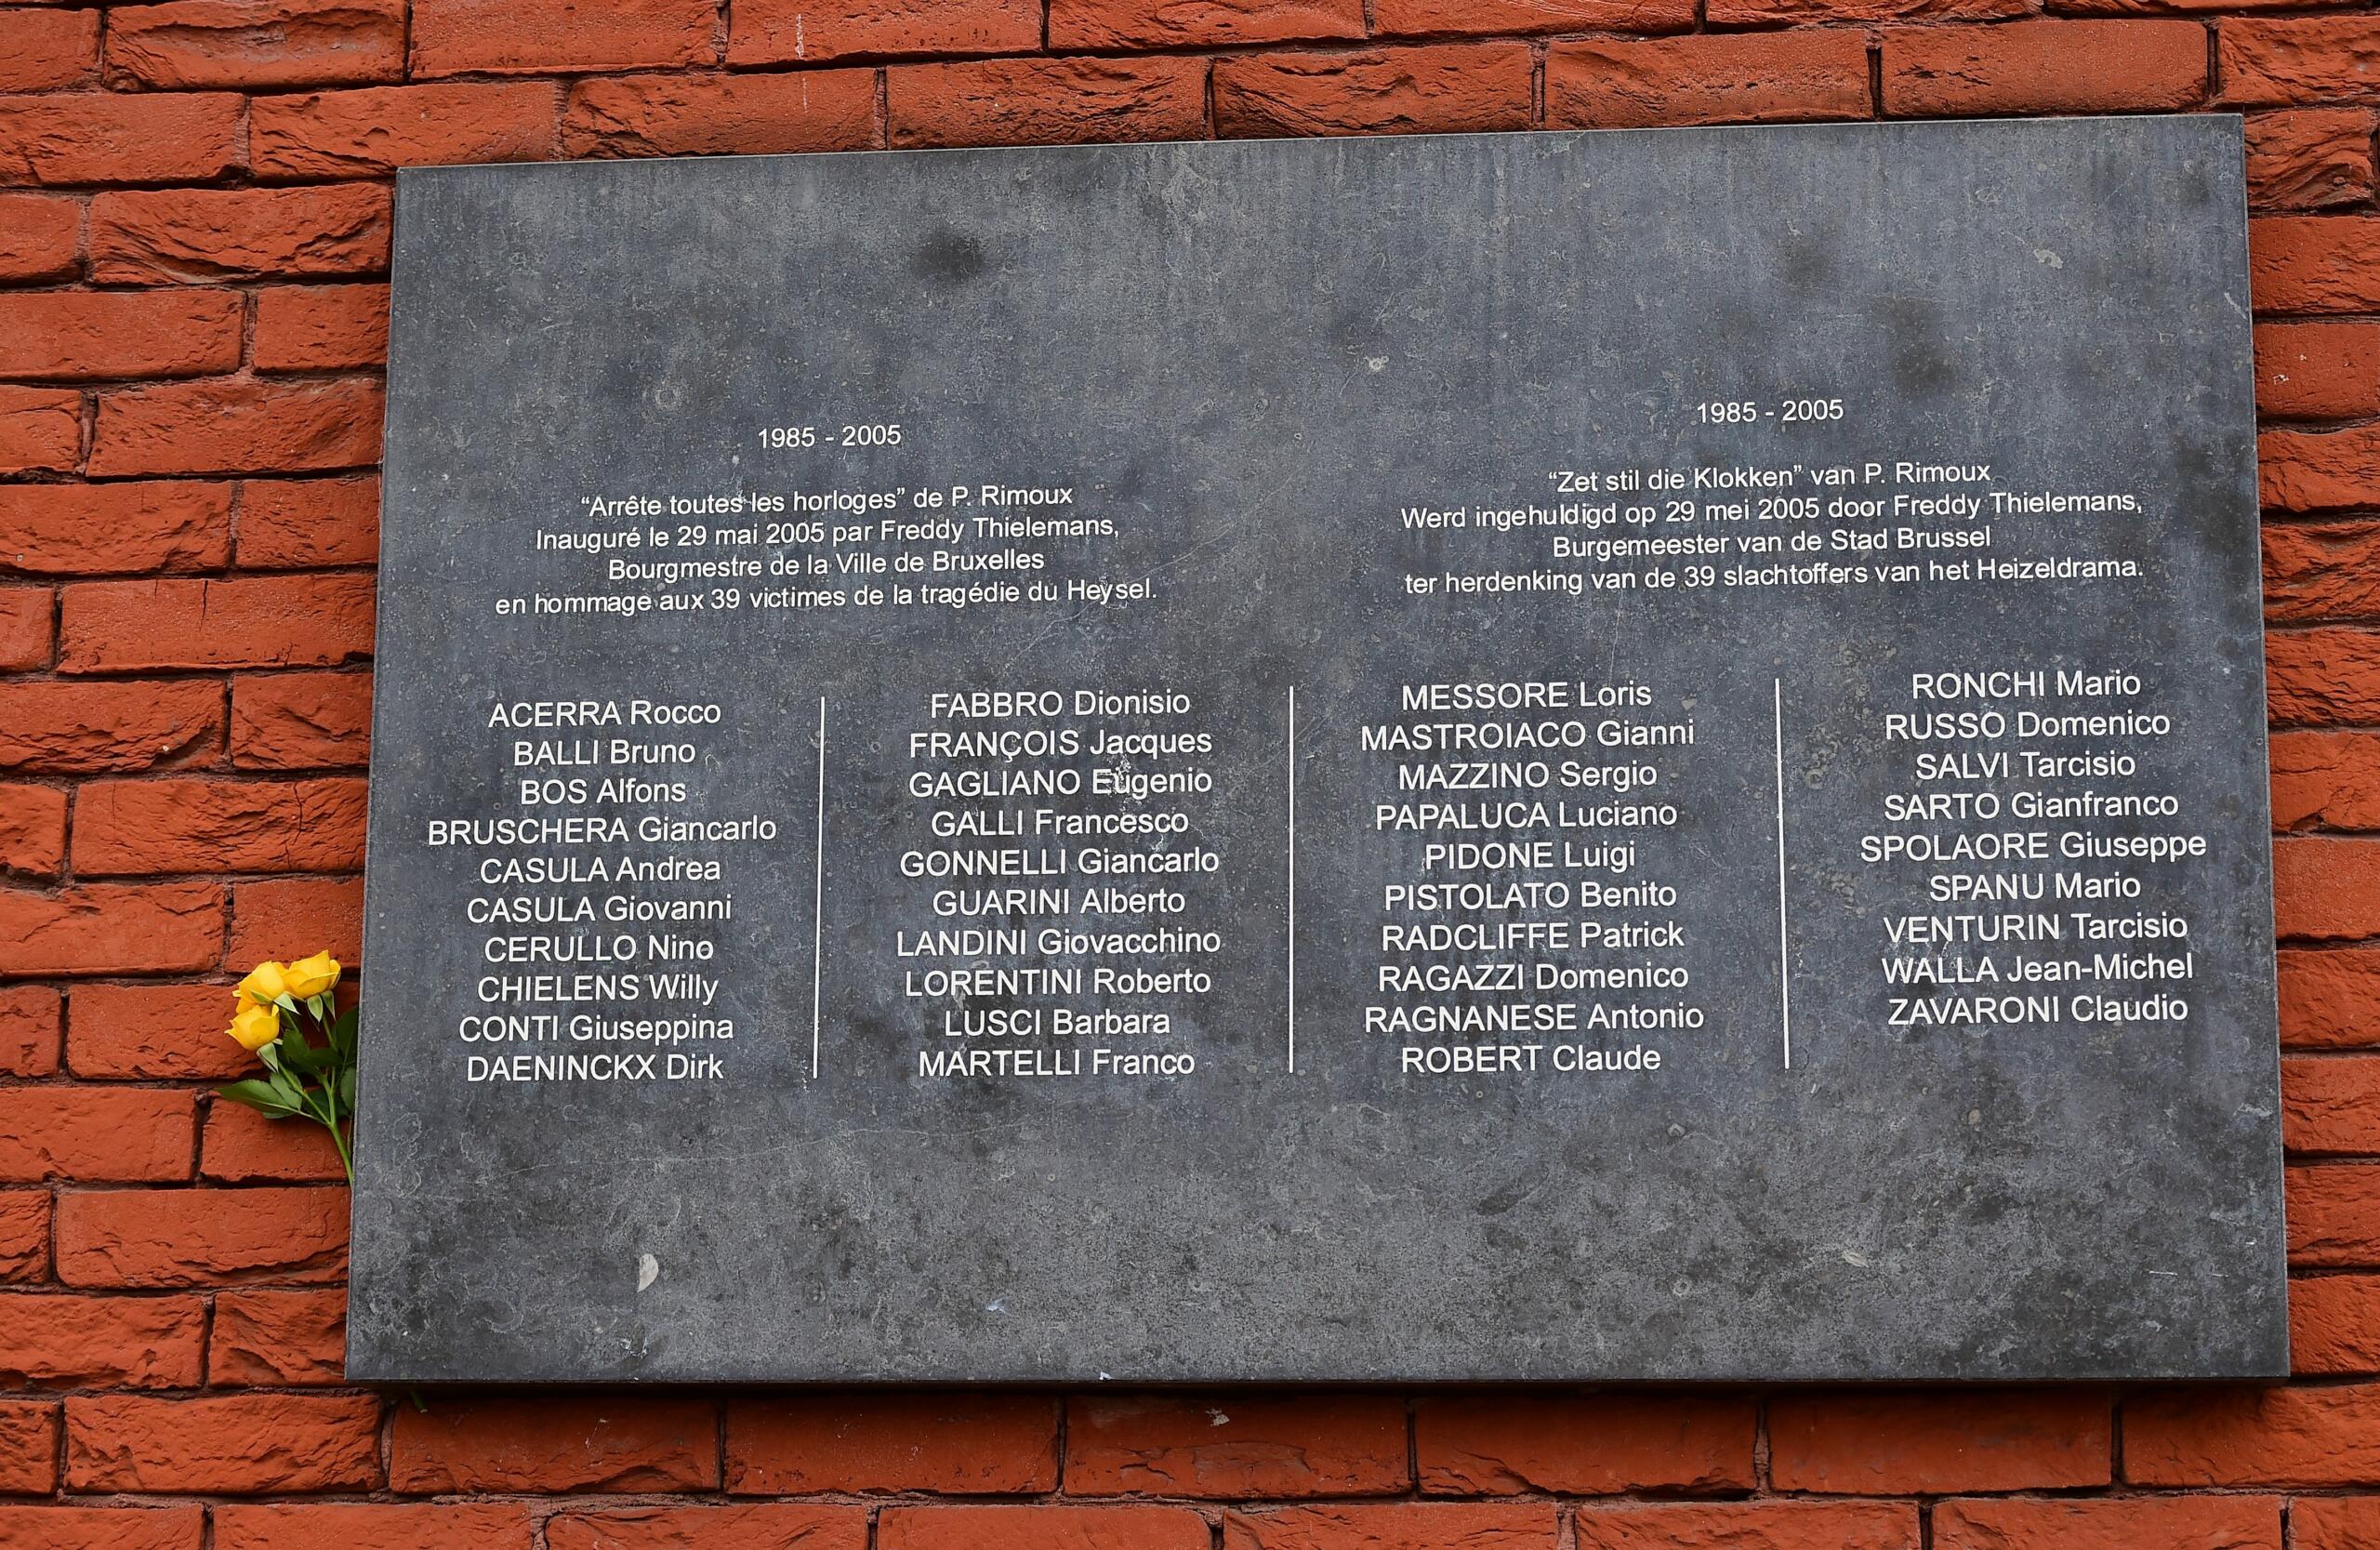 1985 - 2005
“Arrête toutes les horloges” de P. Rimoux
Inauguré le 29 mai 2005 par Freddy Thielemans,
Bourgmestre de la Ville de Bruxelles
en hommage aux 39 victimes de la tragédie du Heysel.
1985 - 2005
“Zet stil die Klokken” van P. Rimoux
Werd ingehuldigd op 29 mei 2005 door Freddy Thielemans,
Burgemeester van de Stad Brussel
ter herdenking van de 39 slachtoffers van het Heizeldrama.
ACERRA Rocco
BALLI Bruno
BOS Alfons
BRUSCHERA Giancarlo
CASULA Andrea
CASULA Giovanni
CERULLO Nino
CHIELENS Willy
CONTI Giuseppina
DAENINCKX Dirk
FABBRO Dionisio
FRANÇOIS Jacques
GAGLIANO Eugenio
GALLI Francesco
GONNELLI Giancarlo
GUARINI Alberto
LANDINI Giovacchino
LORENTINI Roberto
LUSCI Barbara
MARTELLI Franco
MESSORE Loris
MASTROIACO Gianni
MAZZINO Sergio
PAPALUCA Luciano
PIDONE Luigi
PISTOLATO Benito
RADCLIFFE Patrick
RAGAZZI Domenico
RAGNANESE Antonio
ROBERT Claude
RONCHI Mario
RUSSO Domenico
SALVI Tarcisio
SARTO Gianfranco
SPOLAORE Giuseppe
SPANU Mario
VENTURIN Tarcisio
WALLA Jean-Michel
ZAVARONI Claudio